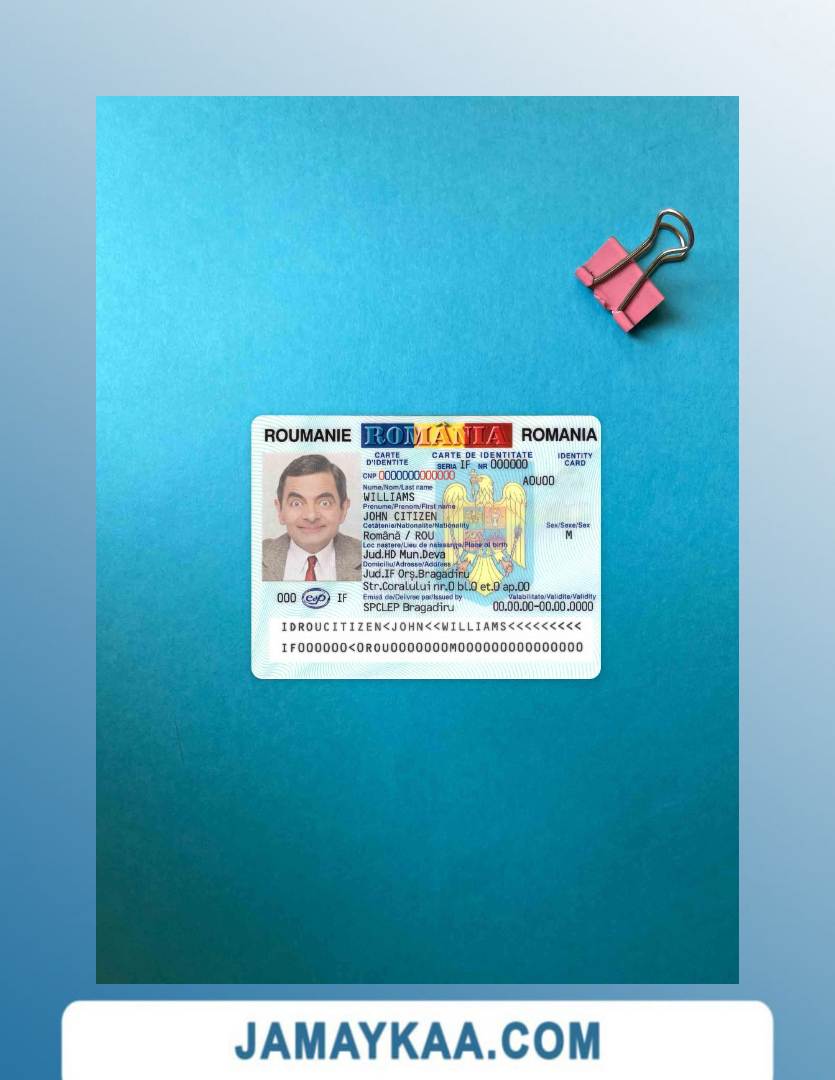 ROUMANIE ROMÂNIA ROMANIA
CARTE D'IDENTITE CARTE DE IDENTITATE IDENTITY CARD
SERIA IF NR 000000
CNP 0000000000000
A0U00
Nume/Nom/Last name
WILLIAMS
Prenume/Prenom/First name
JOHN CITIZEN
Cetăţenie/Nationalite/Nationality
Română / ROU
Sex/Sexe/Sex
M
Loc nastere/Lieu de naissance/Place of birth
Jud.HD Mun.Deva
Domiciliu/Adresse/Address
Jud.IF Orş.Bragadiru
Str.Coralului nr.0 bl.0 et.0 ap.00
Emisă de/Delivree par/Issued by Valabilitate/Validite/Validity
SPCLEP Bragadiru 00.00.00-00.00.0000
000 IF
IDROUCITIZEN<JOHN<<WILLIAMS<<<<<<<<<
IF000000<0ROU0000000M000000000000000
JAMAYKAA.COM